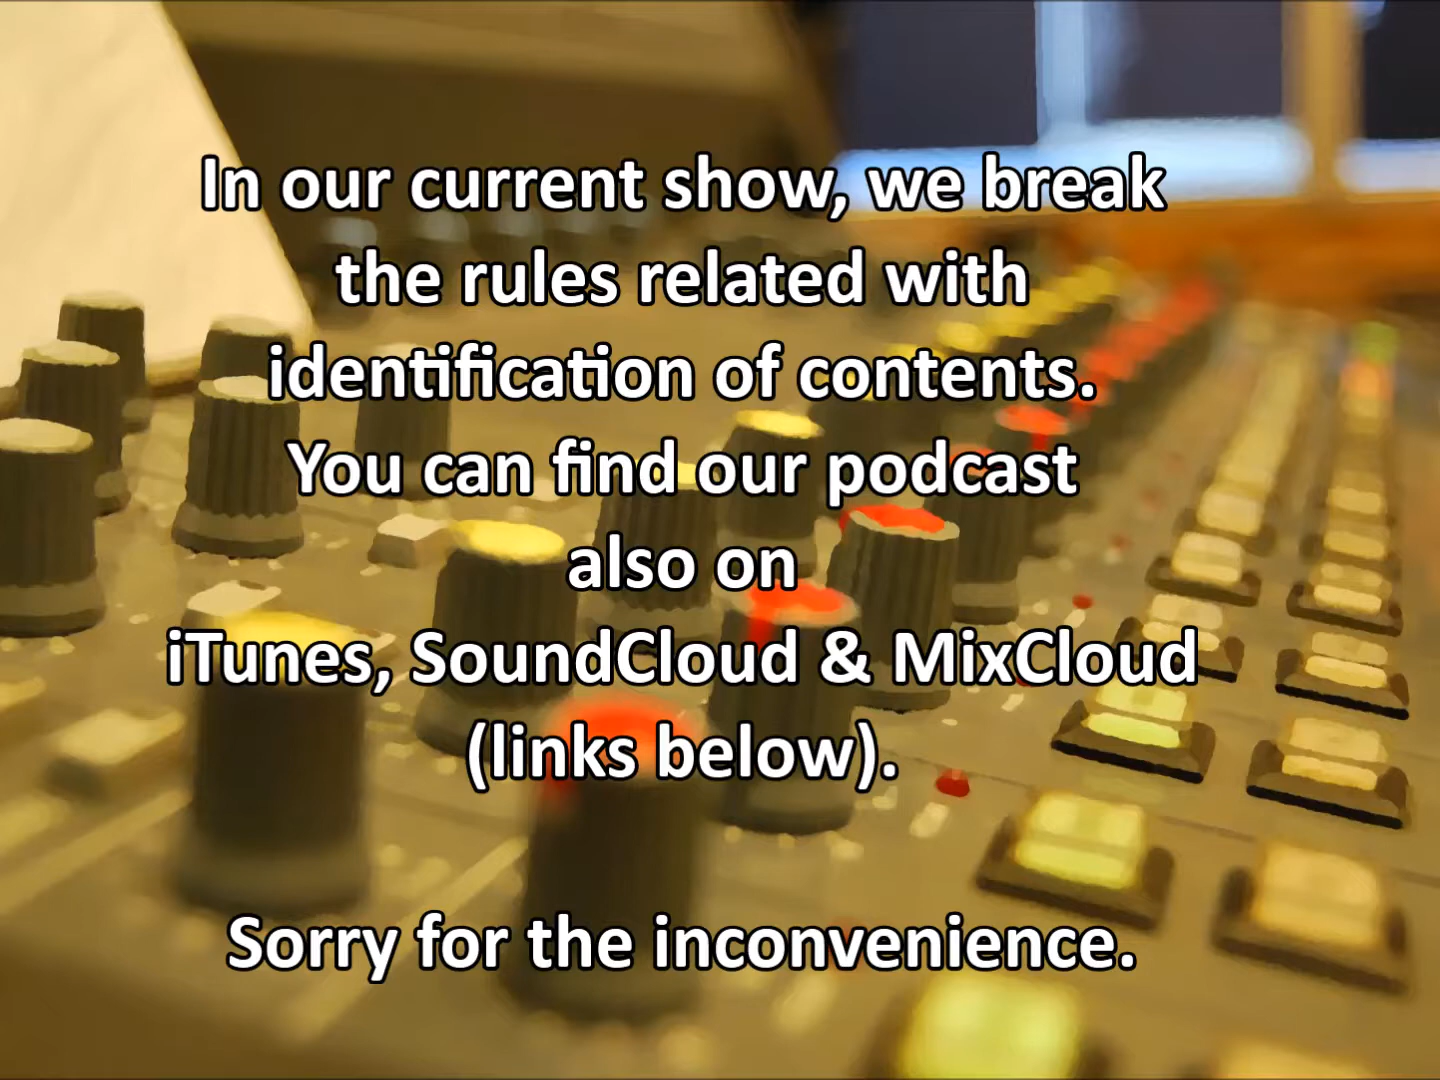 In our current show, we break
the rules related with
identification of contents.
You can find our podcast
also on
iTunes, SoundCloud & MixCloud
(links below).
Sorry for the inconvenience.